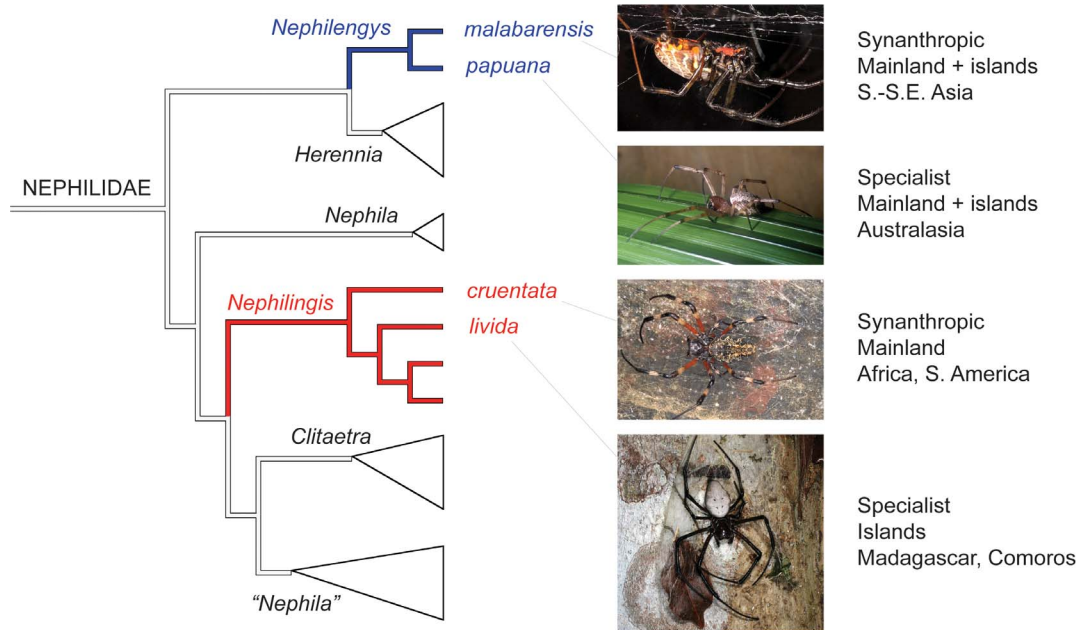 Nephilengys
malabarensis
papuana
Herennia
NEPHILIDAE
Nephila
Nephilingis
cruentata
livida
Clitaetra
“Nephila”
Synanthropic
Mainland + islands
S.-S.E. Asia
Specialist
Mainland + islands
Australasia
Synanthropic
Mainland
Africa, S. America
Specialist
Islands
Madagascar, Comoros